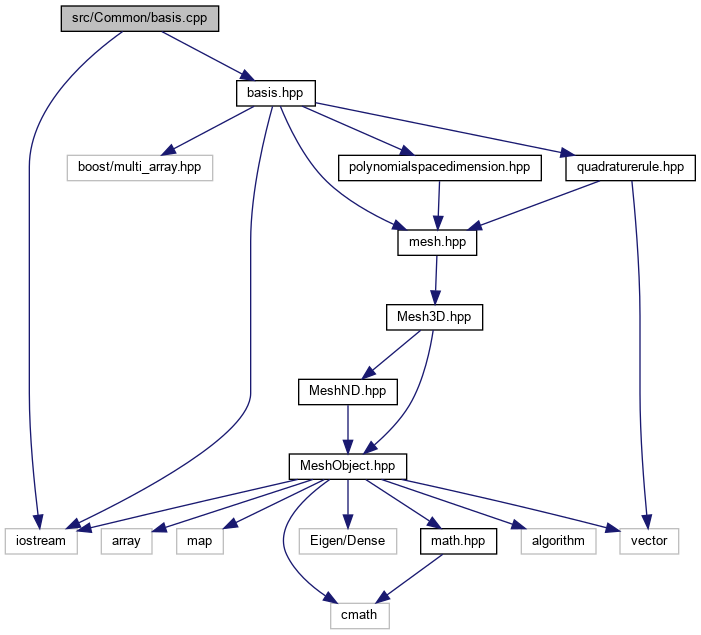 src/Common/basis.cpp
basis.hpp
boost/multi_array.hpp
polynomialspacedimension.hpp
quadraturerule.hpp
mesh.hpp
Mesh3D.hpp
MeshND.hpp
MeshObject.hpp
iostream
array
map
Eigen/Dense
math.hpp
algorithm
vector
cmath